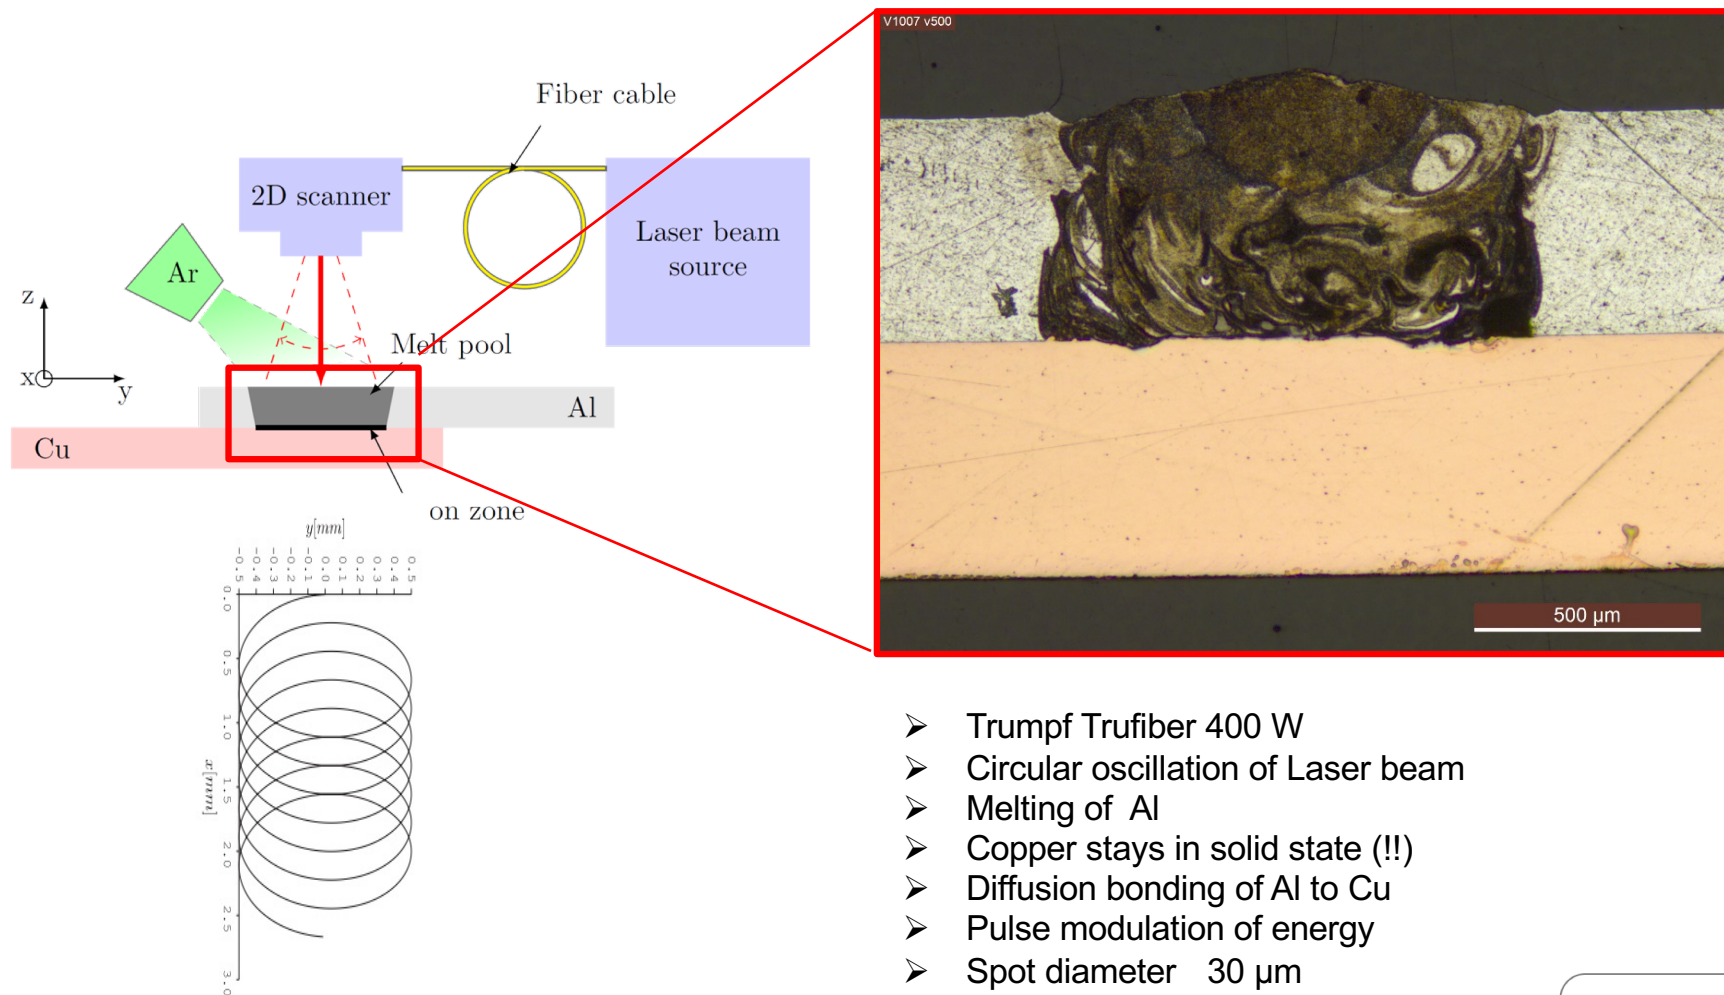 V1007 v500
Fiber cable
2D scanner
Laser beam
source
Ar
z
Melt pool
x
y
Al
Cu
on zone
y[mm]
-0.5
-0.4
-0.3
-0.2
-0.1
0.0
0.1
0.2
0.3
0.4
0.5
0.0
0.5
1.0
1.5
2.0
2.5
3.0
x[mm]
500 µm
➢ Trumpf Trufiber 400 W
➢ Circular oscillation of Laser beam
➢ Melting of Al
➢ Copper stays in solid state (!!)
➢ Diffusion bonding of Al to Cu
➢ Pulse modulation of energy
➢ Spot diameter 30 µm